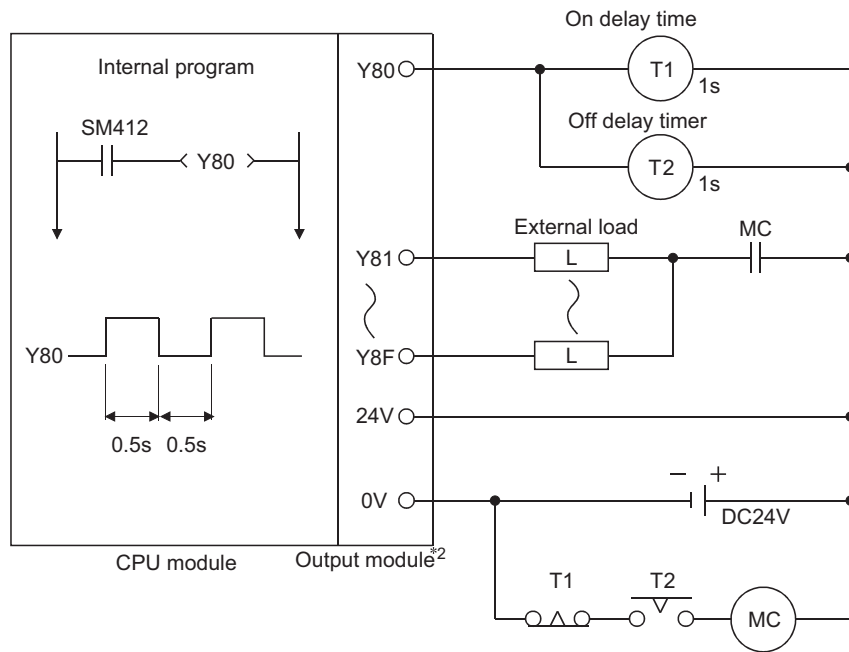 On delay time
Internal program
Y80
T1
1s
SM412
Y80
Off delay timer
T2
1s
External load
MC
Y81
L
Y80
Y8F
L
0.5s 0.5s
24V
0V
− +
DC24V
CPU module
Output module*2
T1
T2
MC